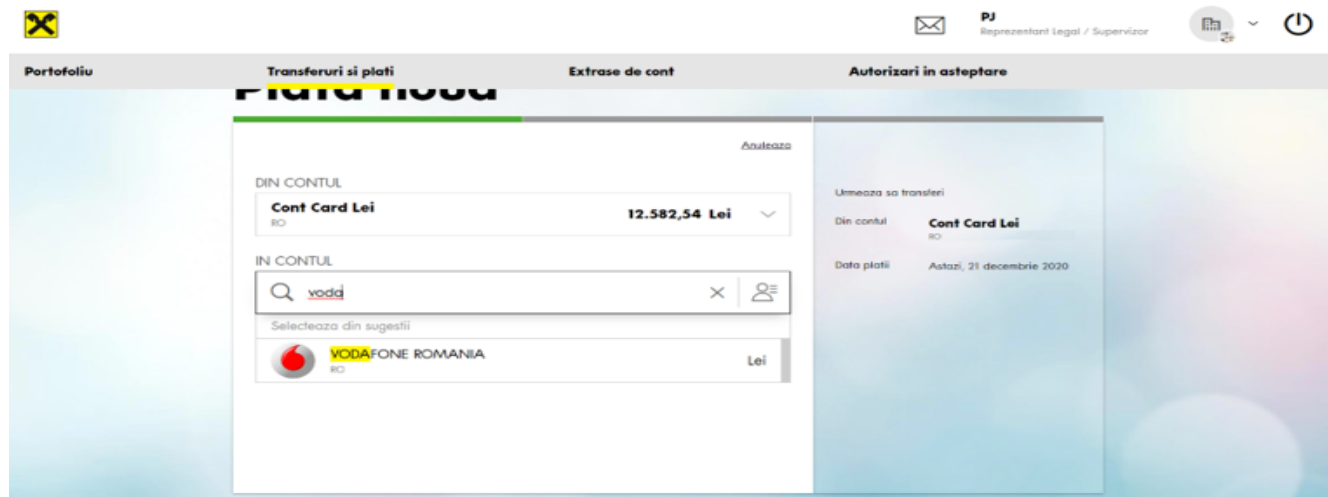 PJ
Reprezentant Legal / Supervizor
Portofoliu
Transferuri si plati
Extrase de cont
Autorizari in asteptare
Plata noua
Anuleaza
DIN CONTUL
Cont Card Lei
12.582,54 Lei
RO
IN CONTUL
voda
Selecteaza din sugestii
VODAFONE ROMANIA
Lei
RO
Urmeaza sa transferi
Din contul
Cont Card Lei
RO
Data platii
Astazi, 21 decembrie 2020